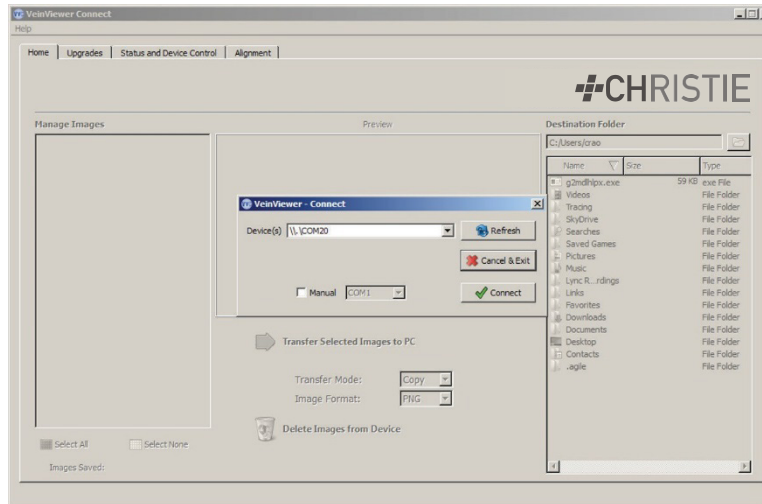 VeinViewer Connect
Help
Home Upgrades Status and Device Control Alignment
CHRISTIE
Manage Images
Preview
Destination Folder
C:/Users/crao
Name Size Type
g2mdlhlpx.exe 59 KB exe File
Videos File Folder
Tracing File Folder
SkyDrive File Folder
Searches File Folder
Saved Games File Folder
Pictures File Folder
Music File Folder
Lync R...rdings File Folder
Links File Folder
Favorites File Folder
Downloads File Folder
Documents File Folder
Desktop File Folder
Contacts File Folder
.agile File Folder
VeinViewer - Connect
Device(s) \\.\COM20 Refresh
Cancel & Exit
Manual COM1 Connect
Transfer Selected Images to PC
Transfer Mode: Copy
Image Format: PNG
Delete Images from Device
Select All Select None
Images Saved: